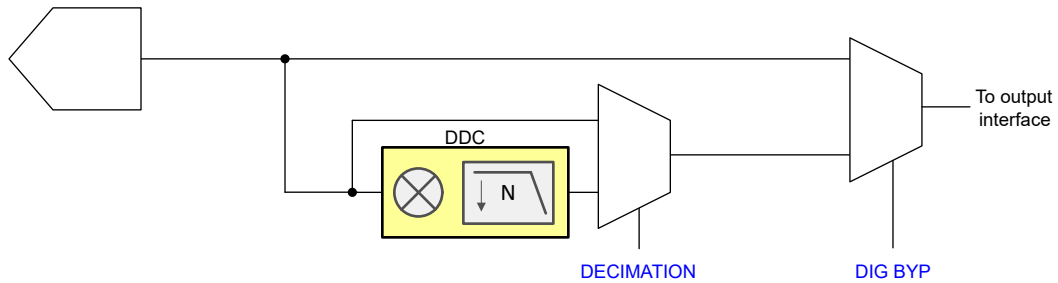 To output
interface
DDC
N
DECIMATION
DIG BYP